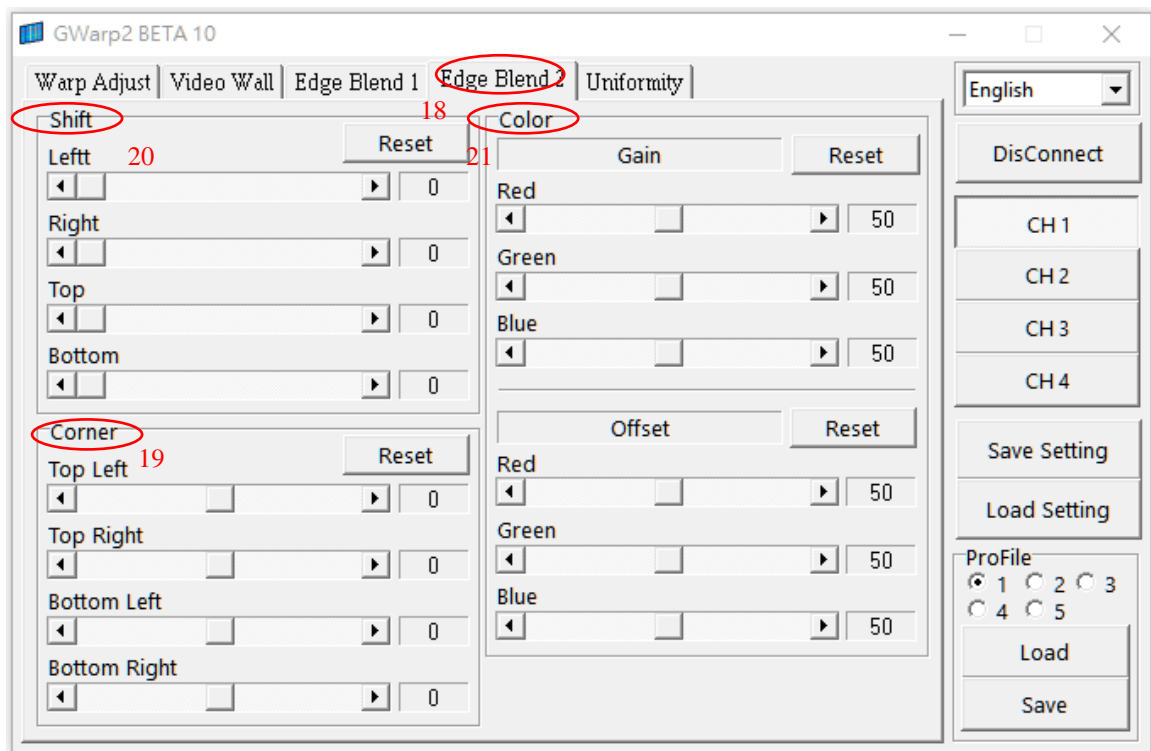 GWarp2 BETA 10
Warp Adjust Video Wall Edge Blend 1 Edge Blend 2 Uniformity
18
Shift
20
Reset
Leftt
0
Right
0
Top
0
Bottom
0
Corner
19
Reset
Top Left
0
Top Right
0
Bottom Left
0
Bottom Right
0
Color
21
Gain Reset
Red
50
Green
50
Blue
50
Offset Reset
Red
50
Green
50
Blue
50
English
DisConnect
CH 1
CH 2
CH 3
CH 4
Save Setting
Load Setting
ProFile
1 2 3
4 5
Load
Save